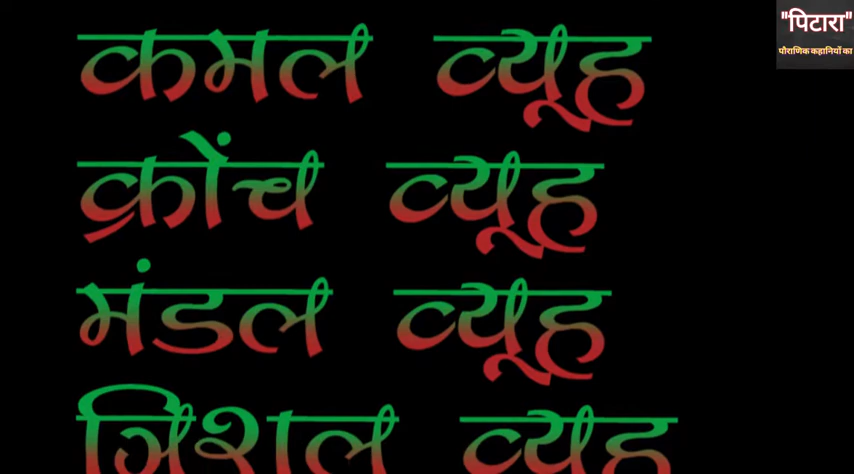 "पिटारा"
पौराणिक कहानियों का
कमल व्यूह
क्रोंच व्यूह
मंडल व्यूह
त्रिशूल व्यूह